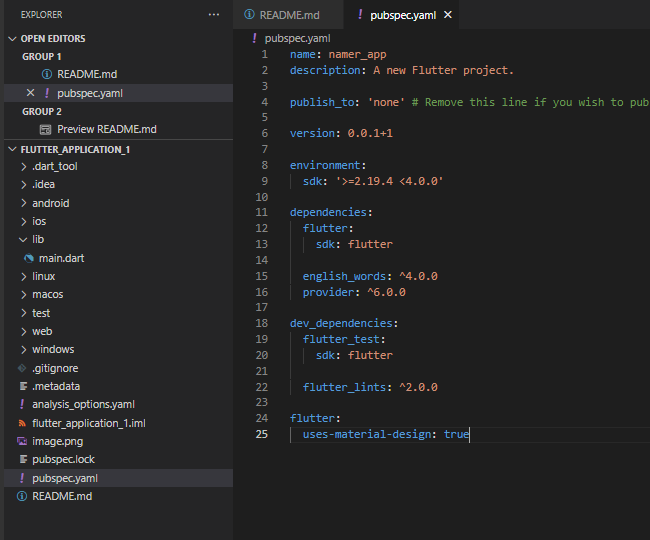 EXPLORER
OPEN EDITORS
GROUP 1
README.md
pubspec.yaml
GROUP 2
Preview README.md
FLUTTER_APPLICATION_1
.dart_tool
.idea
android
ios
lib
main.dart
linux
macos
test
web
windows
.gitignore
.metadata
analysis_options.yaml
flutter_application_1.iml
image.png
pubspec.lock
pubspec.yaml
README.md
README.md pubspec.yaml
pubspec.yaml
1 name: namer_app
2 description: A new Flutter project.
3
4 publish_to: 'none' # Remove this line if you wish to pub
5
6 version: 0.0.1+1
7
8 environment:
9 sdk: '>=2.19.4 <4.0.0'
10
11 dependencies:
12 flutter:
13 sdk: flutter
14
15 english_words: ^4.0.0
16 provider: ^6.0.0
17
18 dev_dependencies:
19 flutter_test:
20 sdk: flutter
21
22 flutter_lints: ^2.0.0
23
24 flutter:
25 uses-material-design: true